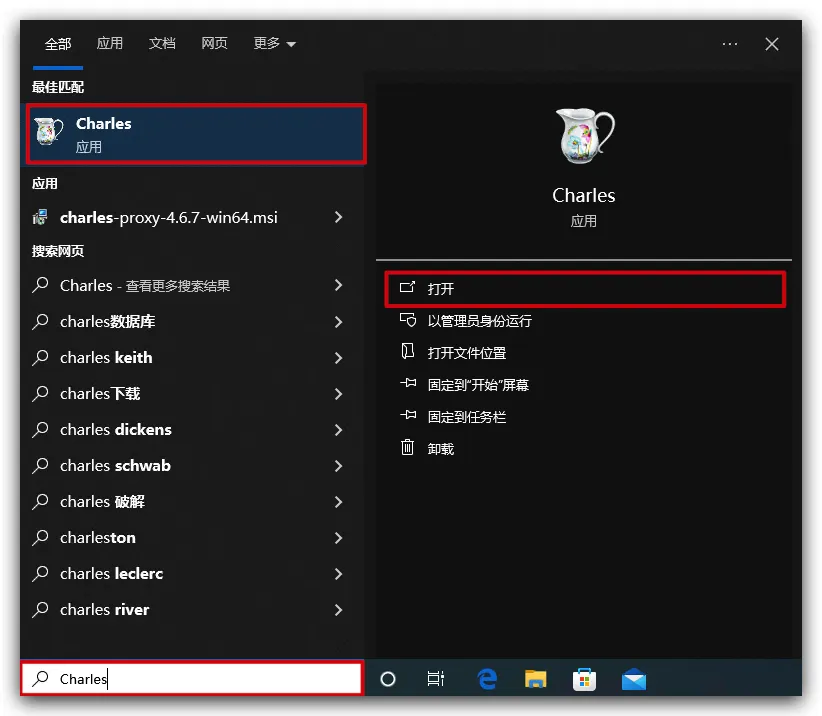 全部 应用 文档 网页 更多 ...
最佳匹配
Charles
应用
应用
charles-proxy-4.6.7-win64.msi
搜索网页
Charles - 查看更多搜索结果
charles数据库
charles keith
charles下载
charles dickens
charles schwab
charles 破解
charleston
charles leclerc
charles river
Charles
Charles
应用
打开
以管理员身份运行
打开文件位置
固定到"开始"屏幕
固定到任务栏
卸载